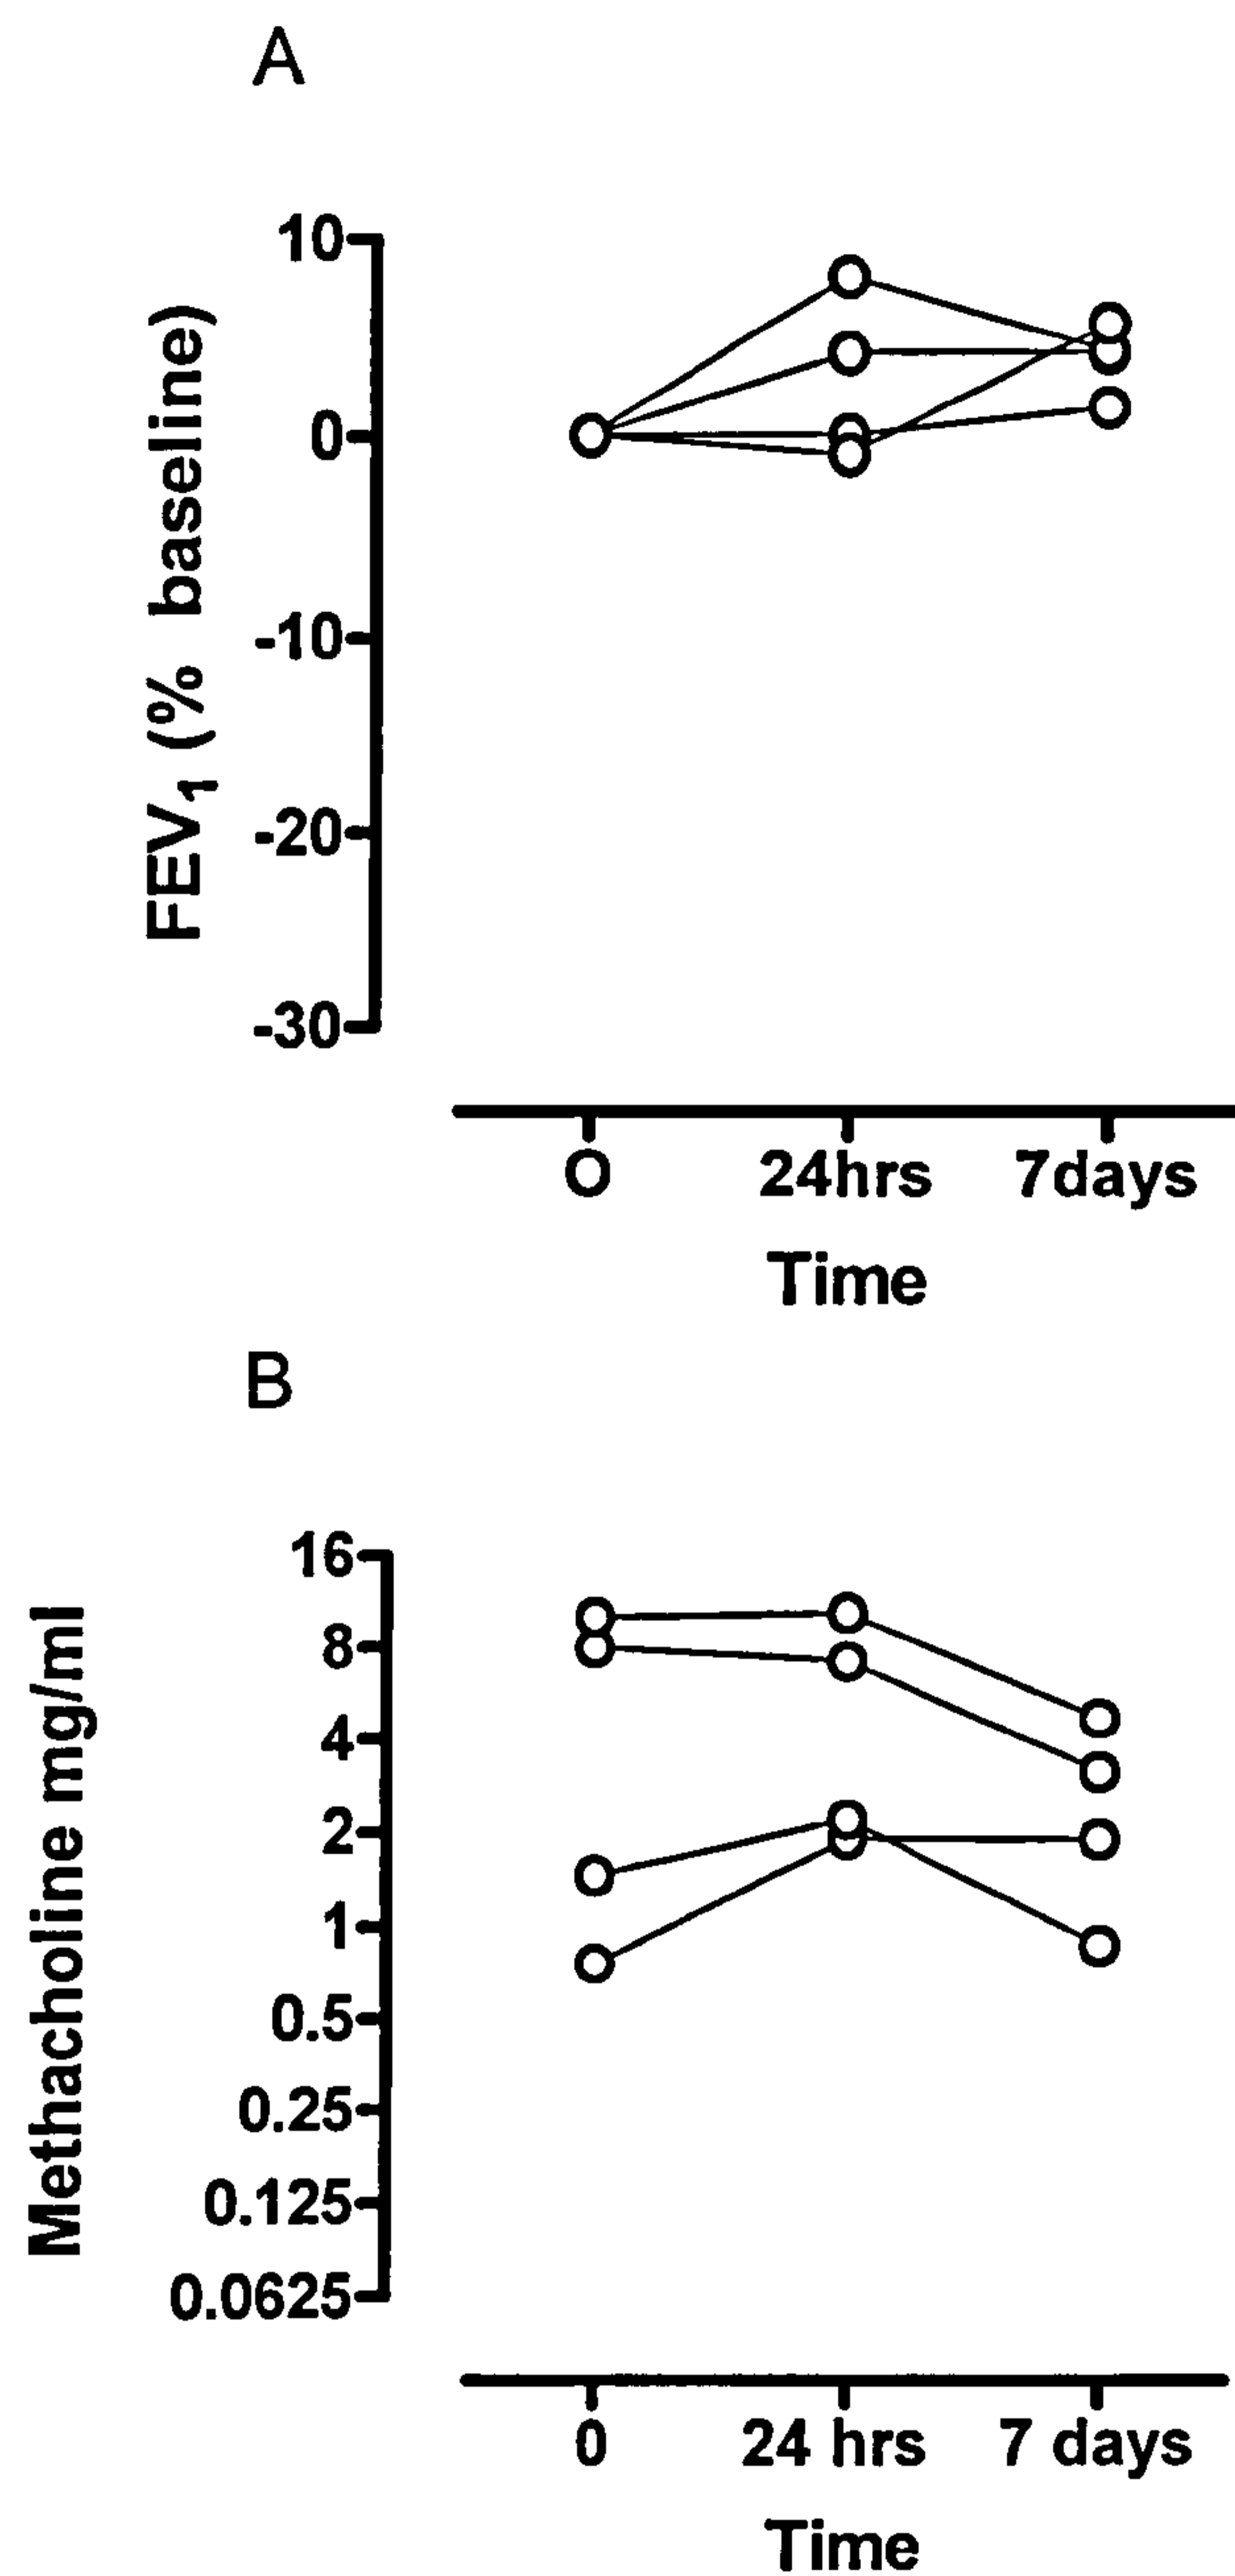 A
10
0
-10
-20
-30
FEV1 (% baseline)
O 24hrs 7days
Time
B
16
8
4
2
1
0.5
0.25
0.125
0.0625
Methacholine mg/ml
0 24 hrs 7 days
Time